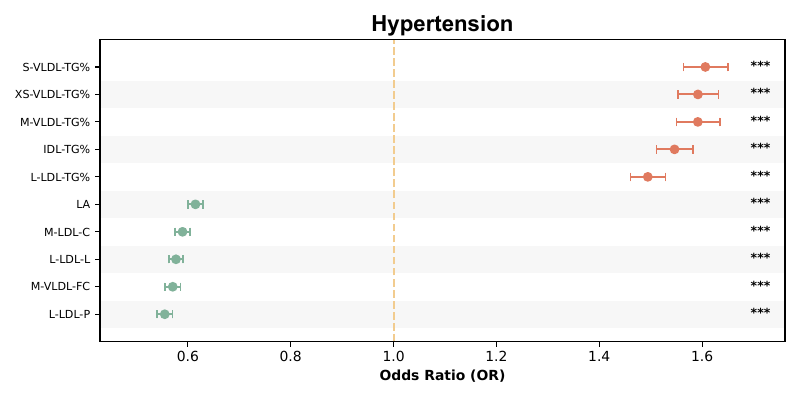 Hypertension
S-VLDL-TG% ***
XS-VLDL-TG% ***
M-VLDL-TG% ***
IDL-TG% ***
L-LDL-TG% ***
LA ***
M-LDL-C ***
L-LDL-L ***
M-VLDL-FC ***
L-LDL-P ***
0.6 0.8 1.0 1.2 1.4 1.6
Odds Ratio (OR)